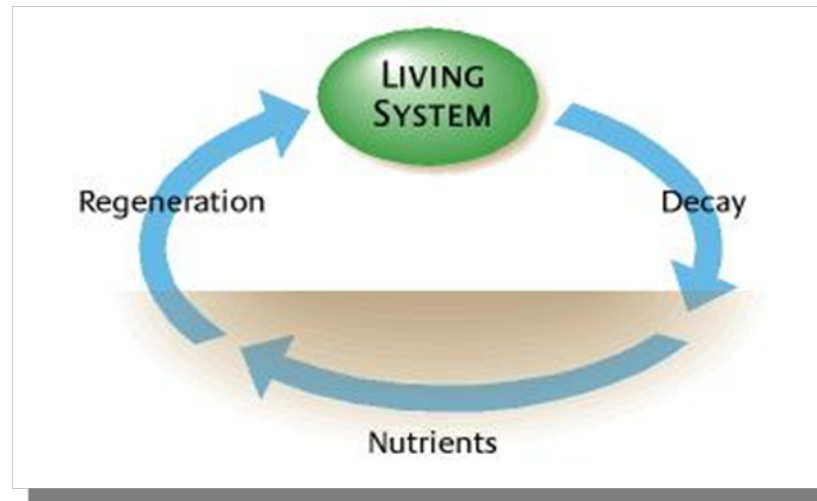 LIVING
SYSTEM
Regeneration
Decay
Nutrients